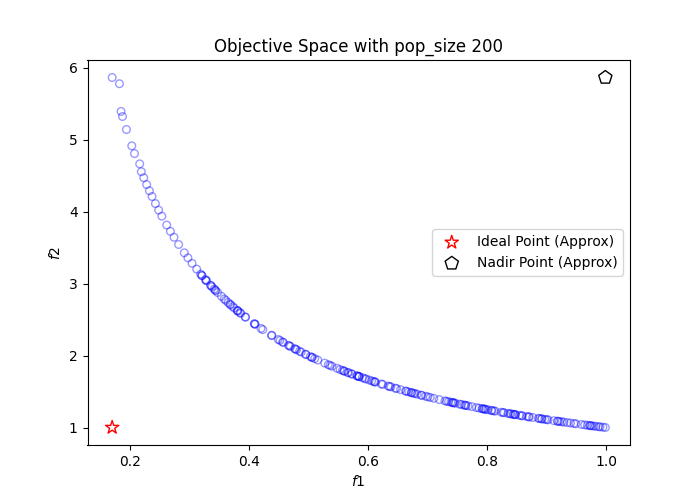 Objective Space with pop_size 200
6
5
4
3
2
1
f2
Ideal Point (Approx)
Nadir Point (Approx)
0.2 0.4 0.6 0.8 1.0
f1